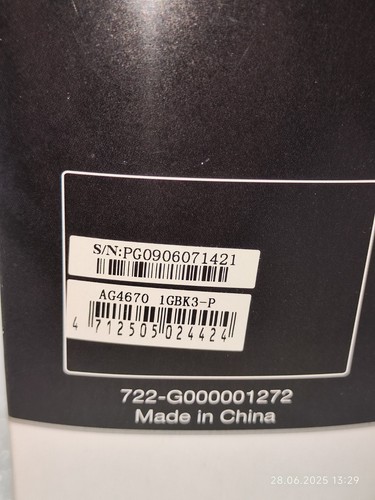 S/N:PG0906071421
AG4670 1GBK3-P
4 712505 024424
722-G000001272
Made in China
28.06.2025 13:29